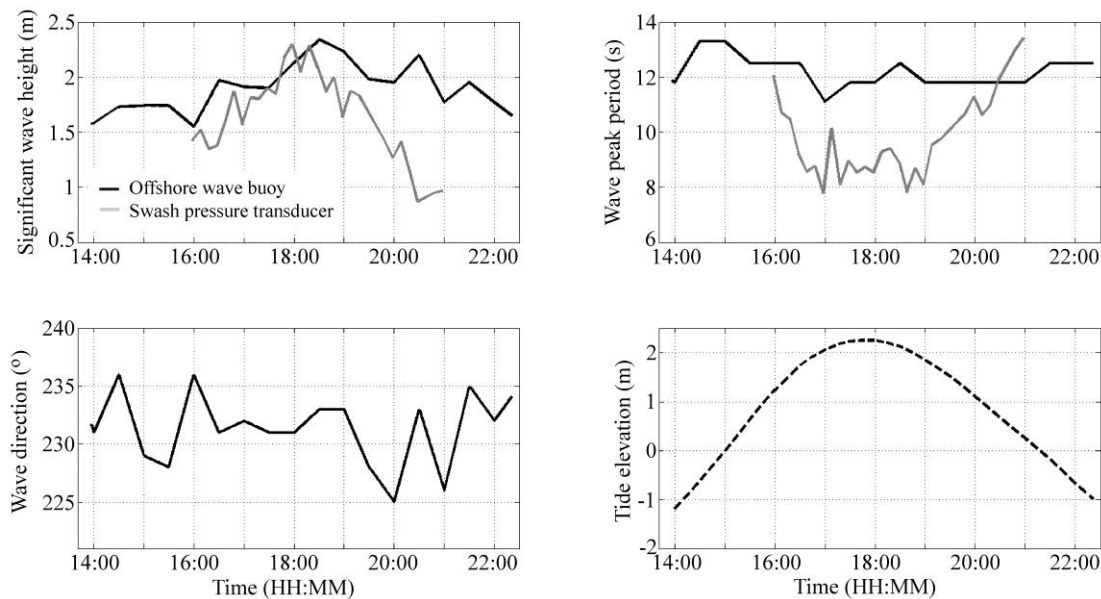 Significant wave height (m)
2.5
2
1.5
1
0.5
Offshore wave buoy
Swash pressure transducer
14:00 16:00 18:00 20:00 22:00
Wave peak period (s)
14
12
10
8
6
14:00 16:00 18:00 20:00 22:00
Wave direction (º)
240
235
230
225
14:00 16:00 18:00 20:00 22:00
Time (HH:MM)
Tide elevation (m)
2
1
0
-1
-2
14:00 16:00 18:00 20:00 22:00
Time (HH:MM)